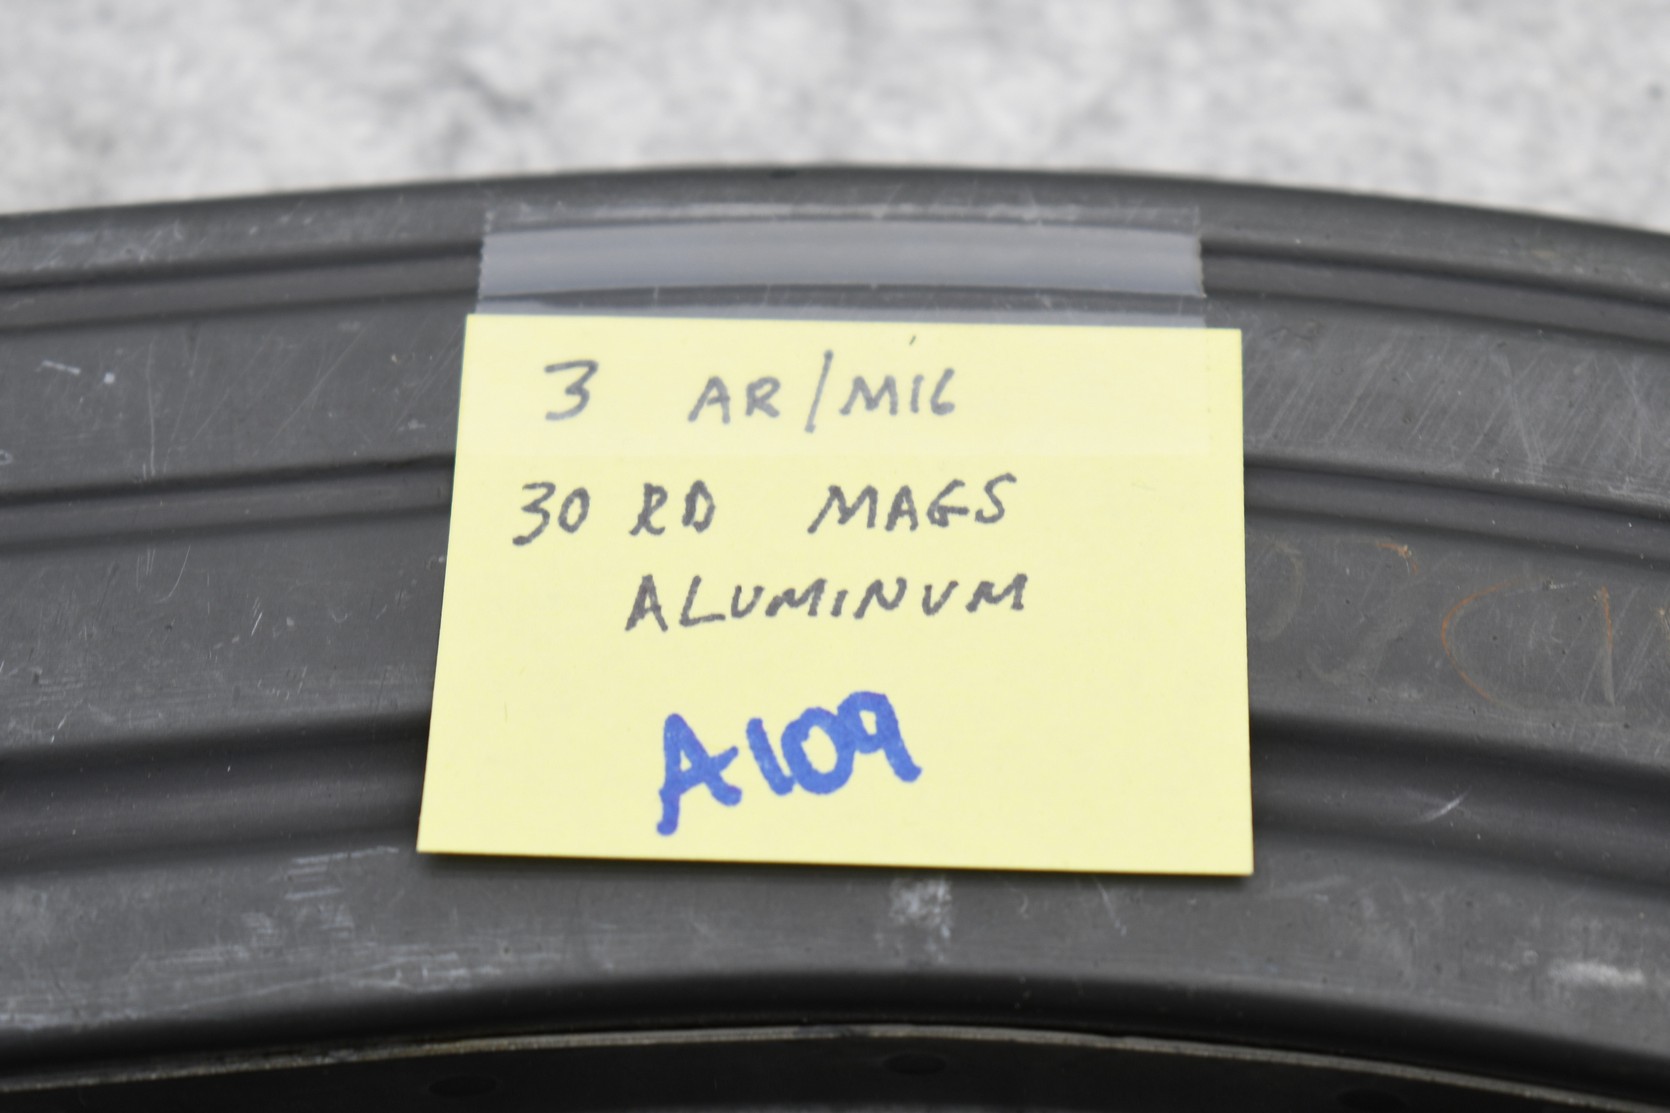 3 AR/M16
30 RD MAGS
ALUMINUM
A109